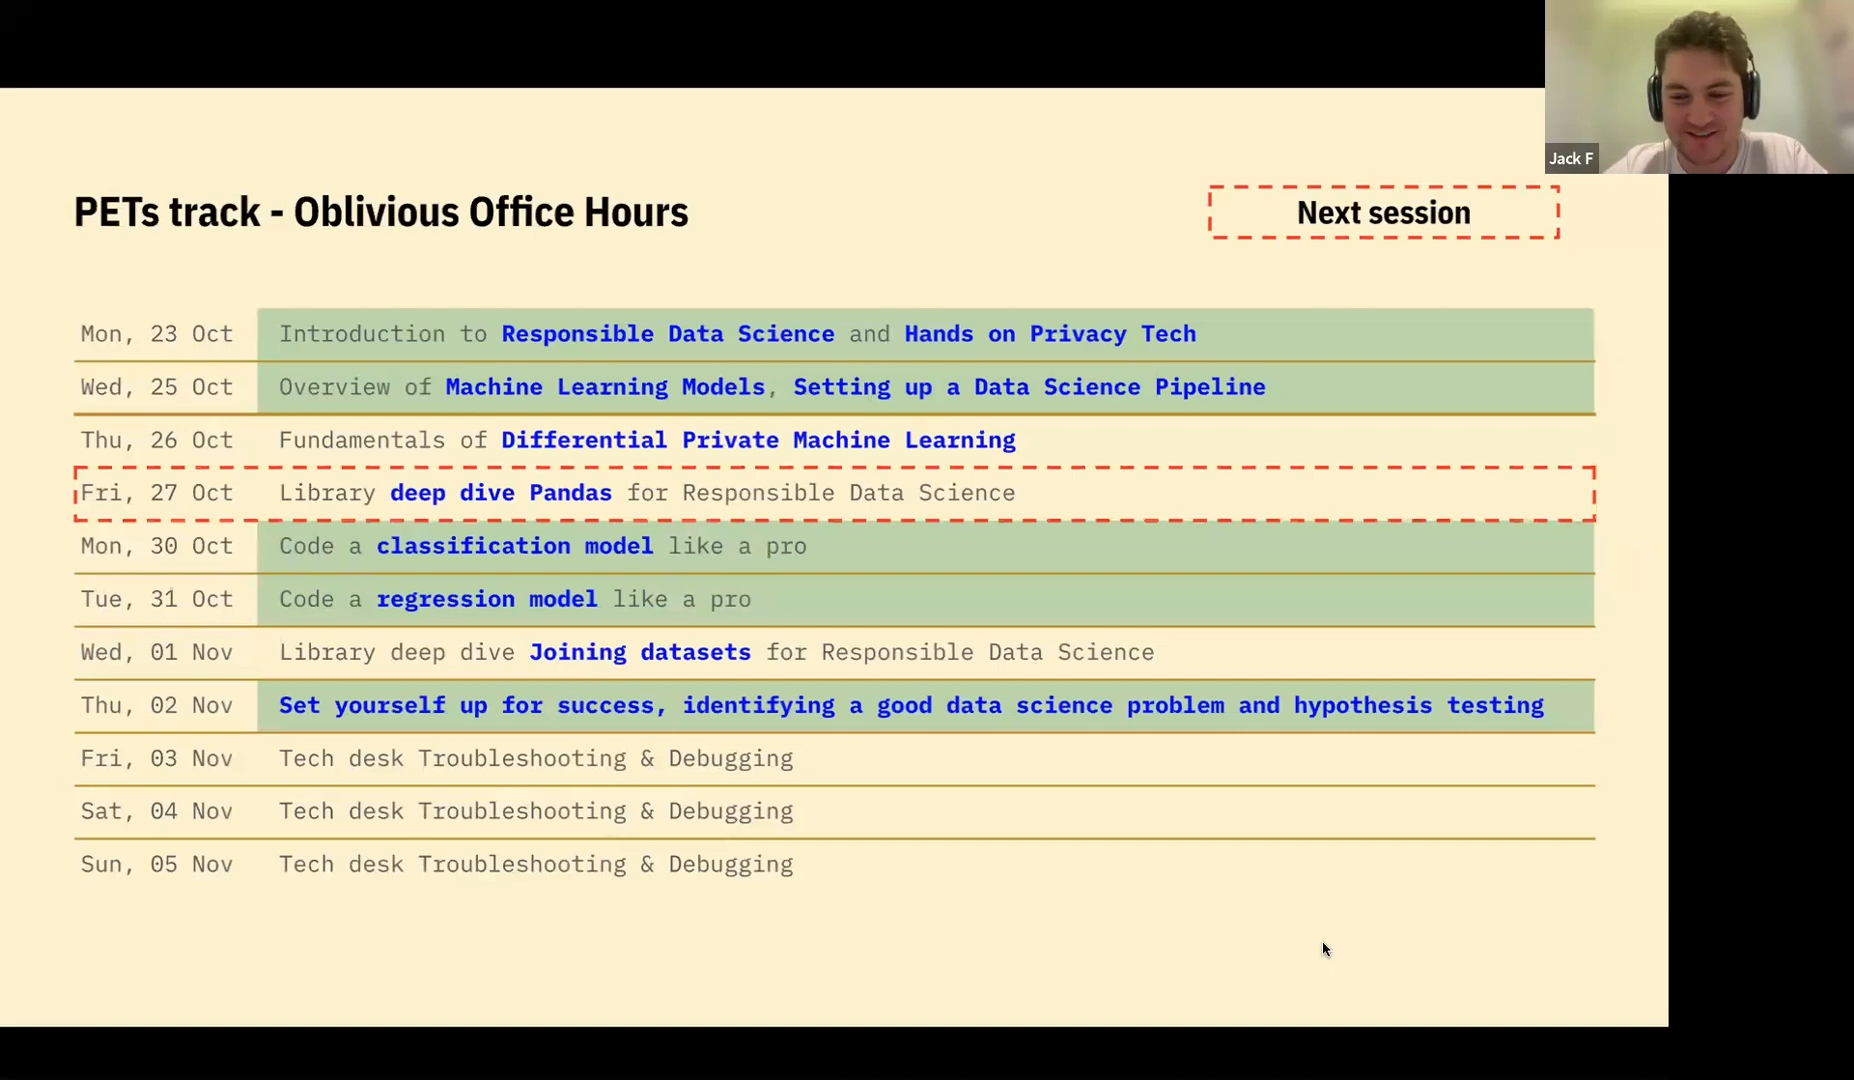 Jack F
PETs track - Oblivious Office Hours
Next session
Mon, 23 Oct Introduction to Responsible Data Science and Hands on Privacy Tech
Wed, 25 Oct Overview of Machine Learning Models, Setting up a Data Science Pipeline
Thu, 26 Oct Fundamentals of Differential Private Machine Learning
Fri, 27 Oct Library deep dive Pandas for Responsible Data Science
Mon, 30 Oct Code a classification model like a pro
Tue, 31 Oct Code a regression model like a pro
Wed, 01 Nov Library deep dive Joining datasets for Responsible Data Science
Thu, 02 Nov Set yourself up for success, identifying a good data science problem and hypothesis testing
Fri, 03 Nov Tech desk Troubleshooting & Debugging
Sat, 04 Nov Tech desk Troubleshooting & Debugging
Sun, 05 Nov Tech desk Troubleshooting & Debugging